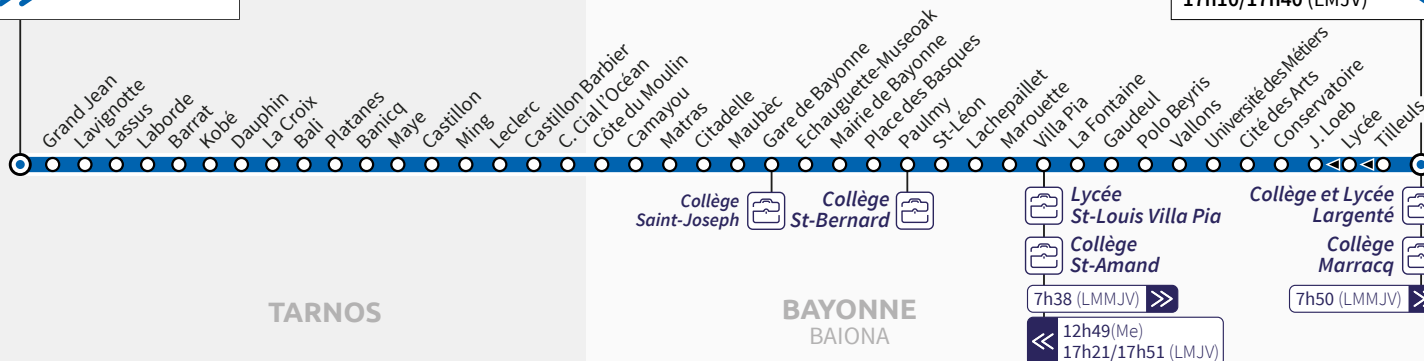 17h10/17h40 (LMJV)
Grand Jean
Lavignotte
Lassus
Laborde
Barrat
Kobé
Dauphin
La Croix
Bali
Platanes
Banicq
Maye
Castillon
Ming
Leclerc
Castillon Barbier
C. Cial l'Océan
Côte du Moulin
Camayou
Matras
Citadelle
Maubèc
Gare de Bayonne
Echauguette-Museoak
Mairie de Bayonne
Place des Basques
Paulmy
St-Léon
Lachepaillet
Marouette
Villa Pia
La Fontaine
Gaudeul
Polo Beyris
Vallons
Université des Métiers
Cité des Arts
Conservatoire
J. Loeb
Lycée
Tilleuls
Collège
Saint-Joseph
Collège
St-Bernard
Lycée
St-Louis Villa Pia
Collège
St-Amand
7h38 (LMMJV)
12h49(Me)
17h21/17h51 (LMJV)
Collège et Lycée
Largenté
Collège
Marracq
7h50 (LMMJV)
TARNOS
BAYONNE
BAIONA